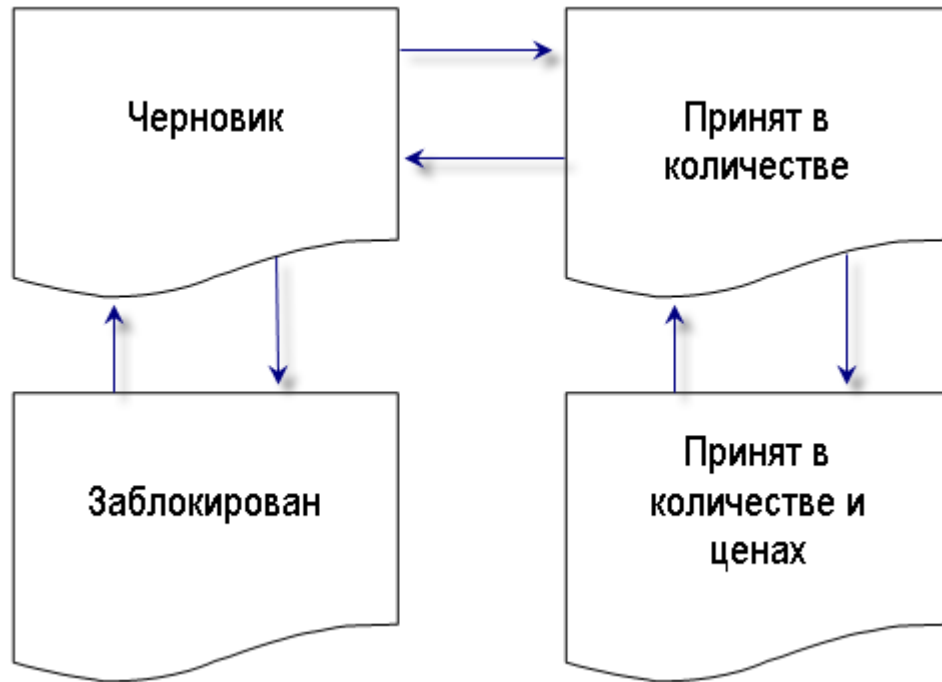 Черновик
Принят в
количестве
Заблокирован
Принят в
количестве и
ценах